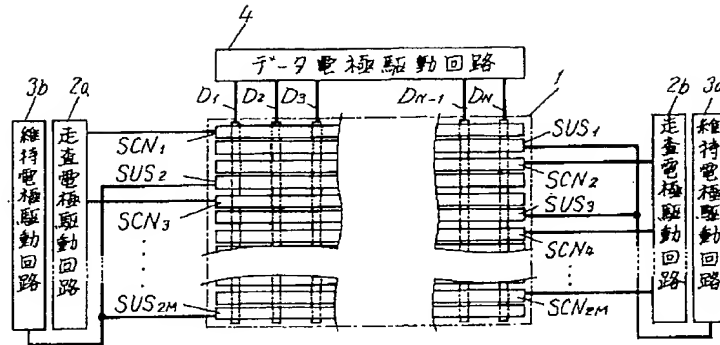 4
データ電極駆動回路
3b
2a
D1
D2
D3
DN-1
DN
1
2b
3a
維持電極駆動回路
走査電極駆動回路
SCN1
SUS2
SCN3
SUS2M
SUS1
SCN2
SUS3
SCN4
SCN2M
走査電極駆動回路
維持電極駆動回路